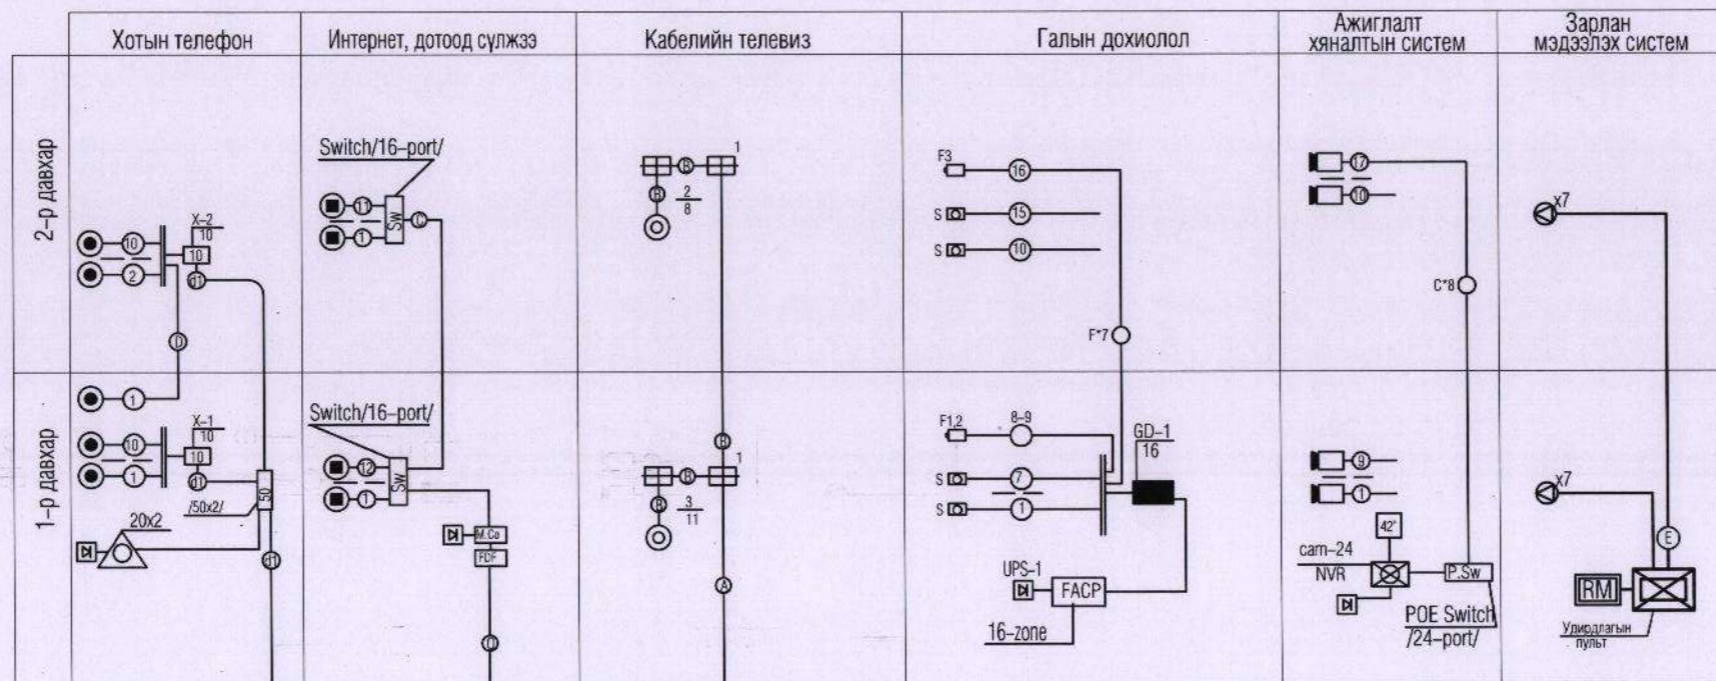 Хотын телефон
Интернет, дотоод сүлжээ
Кабелийн телевиз
Галын дохиолол
Ажиглалт
хяналтын систем
Зарлан
мэдээлэх систем
2-р давхар
10
2
X-2
10
10
d1
D
Switch/16-port/
11
1
Sw
C
B
1
B
2
8
F3
16
S
15
S
10
F*7
17
10
C*8
x7
1-р давхар
1
10
1
X-1
10
10
d1
50
/50x2/
20x2
d1
Switch/16-port/
12
1
Sw
M.Co
FDF
B
B
1
B
3
11
A
F1,2
8-9
S
7
S
1
GD-1
16
UPS-1
FACP
16-zone
9
1
42"
cam-24
NVR
P.Sw
POE Switch
/24-port/
x7
E
RM
Удирдлагын
пульт